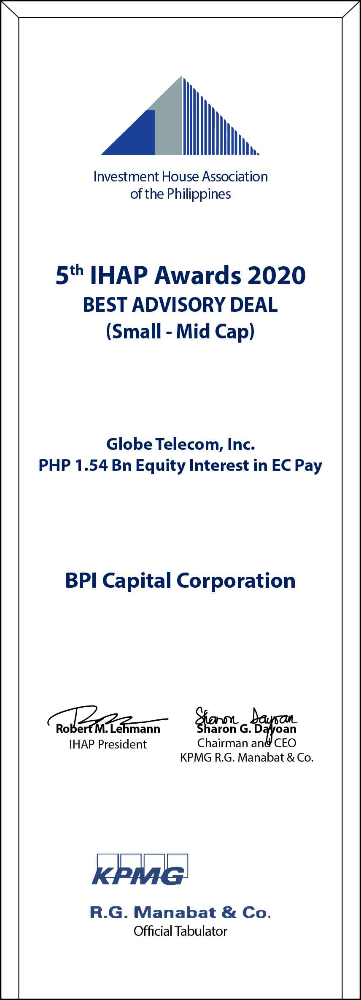 Investment House Association
of the Philippines
5th IHAP Awards 2020
BEST ADVISORY DEAL
(Small - Mid Cap)
Globe Telecom, Inc.
PHP 1.54 Bn Equity Interest in EC Pay
BPI Capital Corporation
Sharon Dayoan
Robert M. Lehmann
IHAP President
Sharon G. Dayoan
Chairman and CEO
KPMG R.G. Manabat & Co.
KPMG
R.G. Manabat & Co.
Official Tabulator